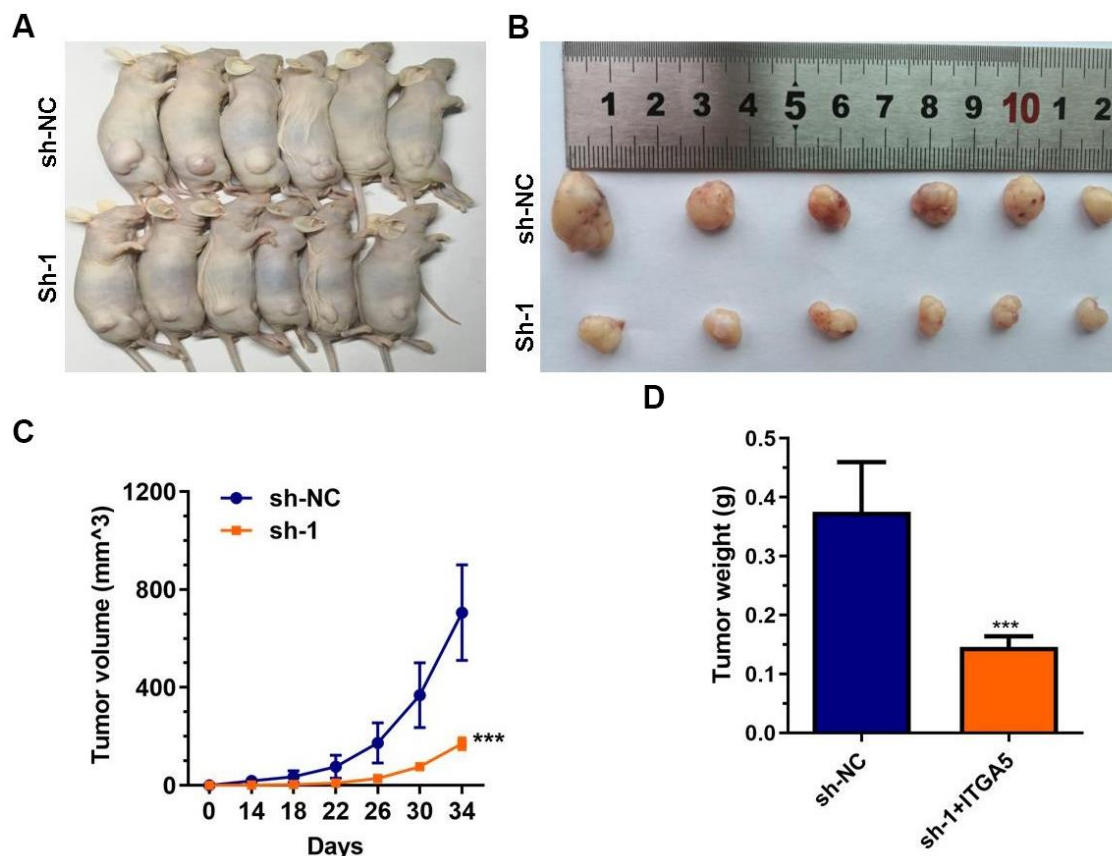 A
sh-NC
Sh-1
B
1 2 3 4 5 6 7 8 9 10 1 2
sh-NC
Sh-1
C
sh-NC
sh-1
Tumor volume (mm^3)
1200
800
400
0
***
0 14 18 22 26 30 34
Days
D
Tumor weight (g)
0.5
0.4
0.3
0.2
0.1
0.0
***
sh-NC
sh-1+ITGA5